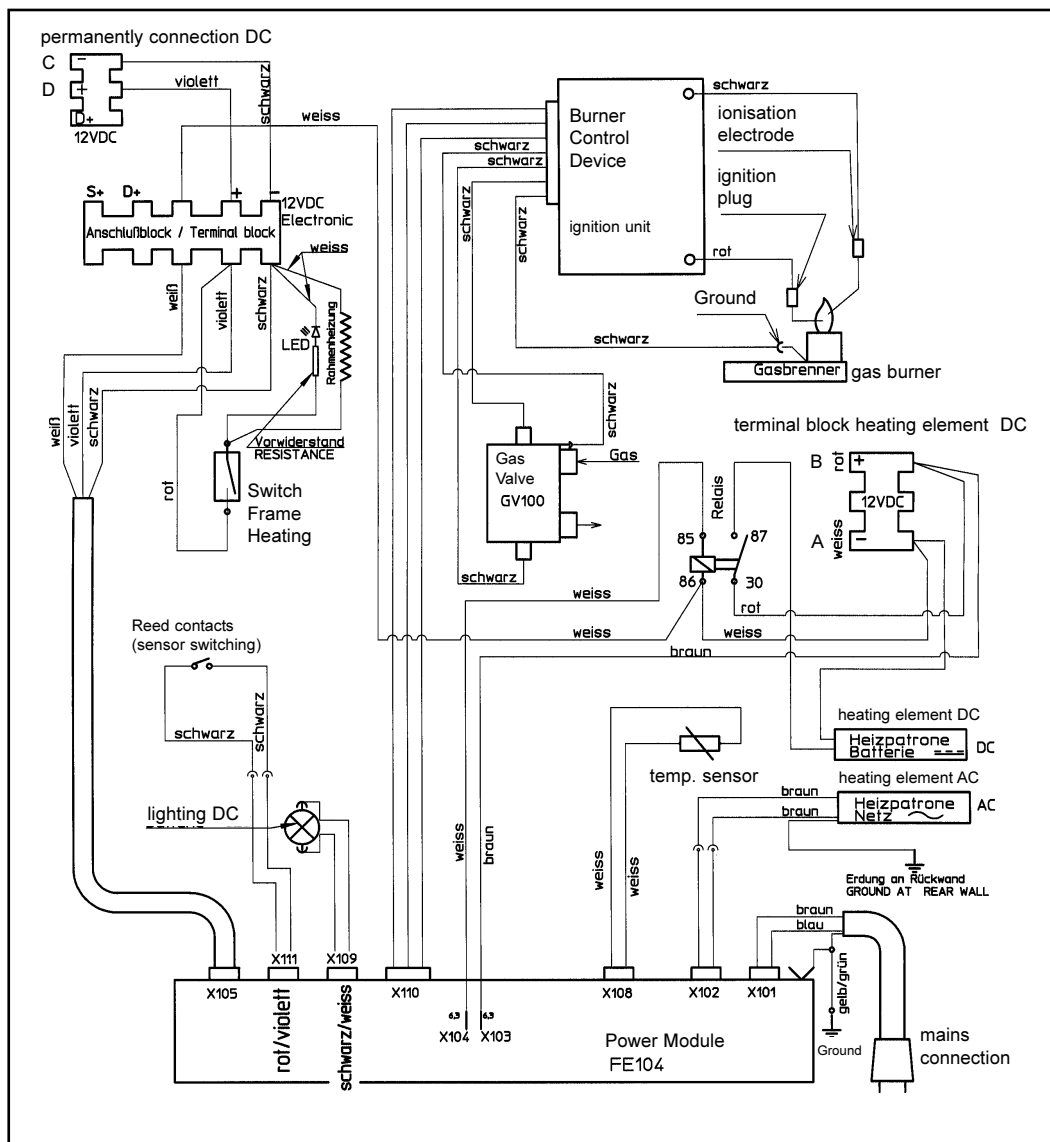 permanently connection DC
C
-
D
+
D+
12VDC
violett
schwarz
weiss
S+
D+
+
-
12VDC
Electronic
Anschlußblock / Terminal block
weiss
weiß
violett
schwarz
LED
Rahmenheizung
weiß
violett
schwarz
rot
Vorwiderstand
RESISTANCE
Switch
Frame
Heating
Burner
Control
Device
ignition unit
schwarz
schwarz
schwarz
schwarz
schwarz
ionisation
electrode
ignition
plug
rot
Ground
schwarz
Gasbrenner
gas burner
schwarz
Gas
Gas
Valve
GV100
schwarz
terminal block heating element DC
B
rot
+
12VDC
A
weiss
-
Relais
85
87
86
30
weiss
rot
weiss
weiss
braun
Reed contacts
(sensor switching)
schwarz
schwarz
lighting DC
temp. sensor
heating element DC
Heizpatrone
Batterie
DC
heating element AC
Heizpatrone
Netz
AC
braun
braun
weiss
braun
weiss
weiss
Erdung an Rückwand
GROUND AT REAR WALL
braun
blau
gelb/grün
Ground
mains
connection
X105
X111
rot/violett
X109
schwarz/weiss
X110
6,3
6,3
X104
X103
X108
X102
X101
Power Module
FE104